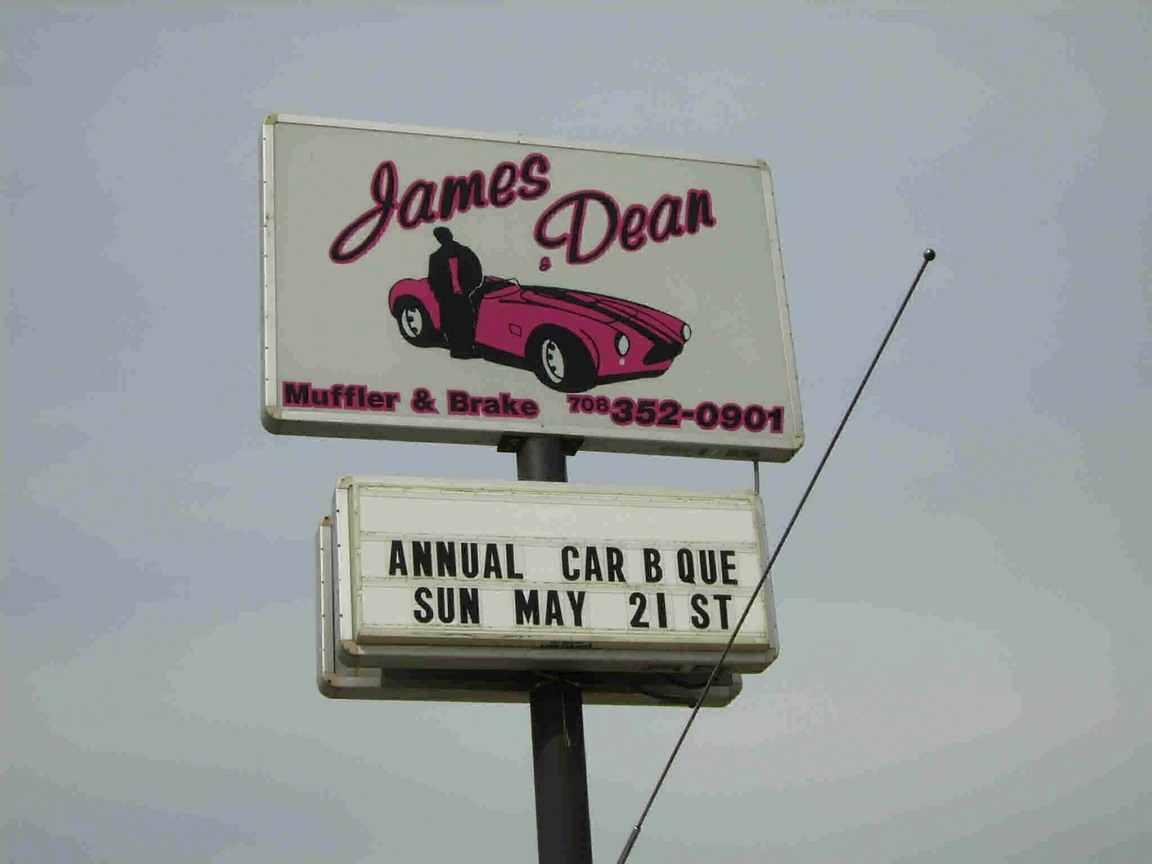 James
Dean
Muffler & Brake 708 352-0901
ANNUAL CAR B QUE
SUN MAY 21 ST